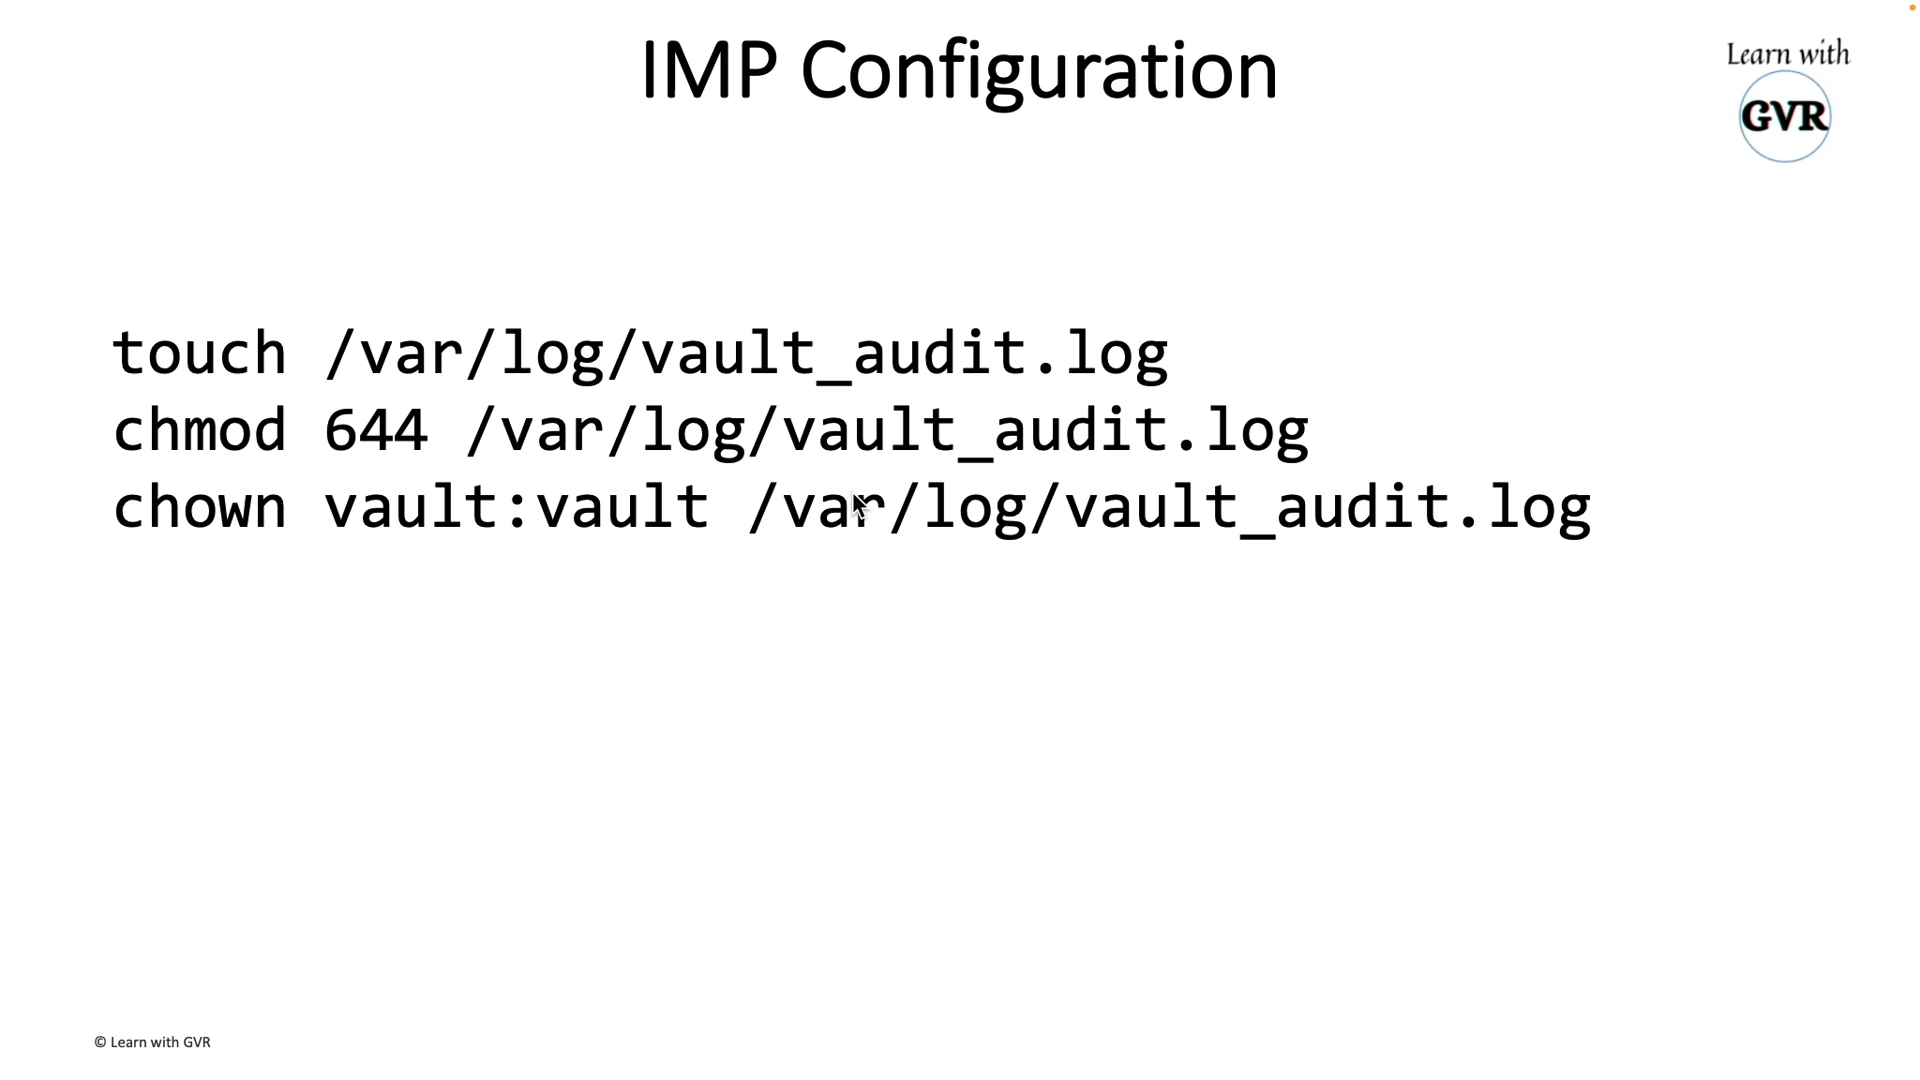 IMP Configuration
Learn with
GVR
touch /var/log/vault_audit.log
chmod 644 /var/log/vault_audit.log
chown vault:vault /var/log/vault_audit.log
© Learn with GVR